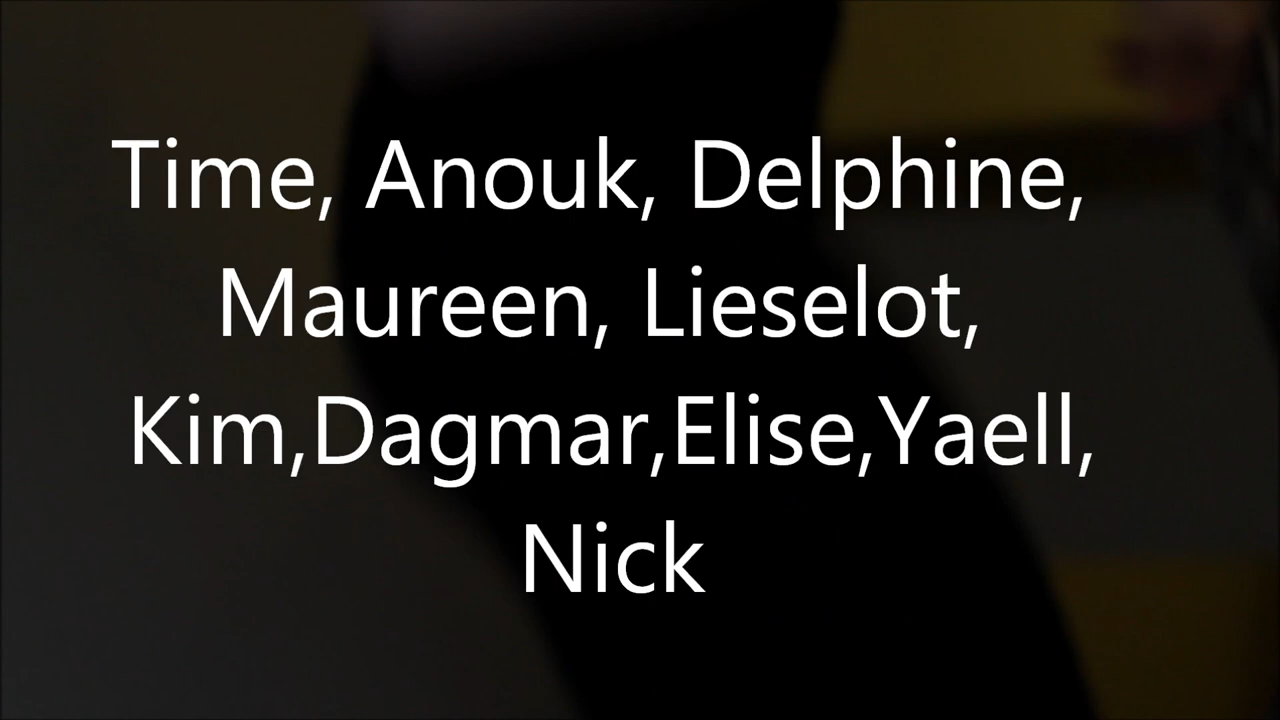 Time, Anouk, Delphine,
Maureen, Lieselot,
Kim,Dagmar,Elise,Yaell,
Nick